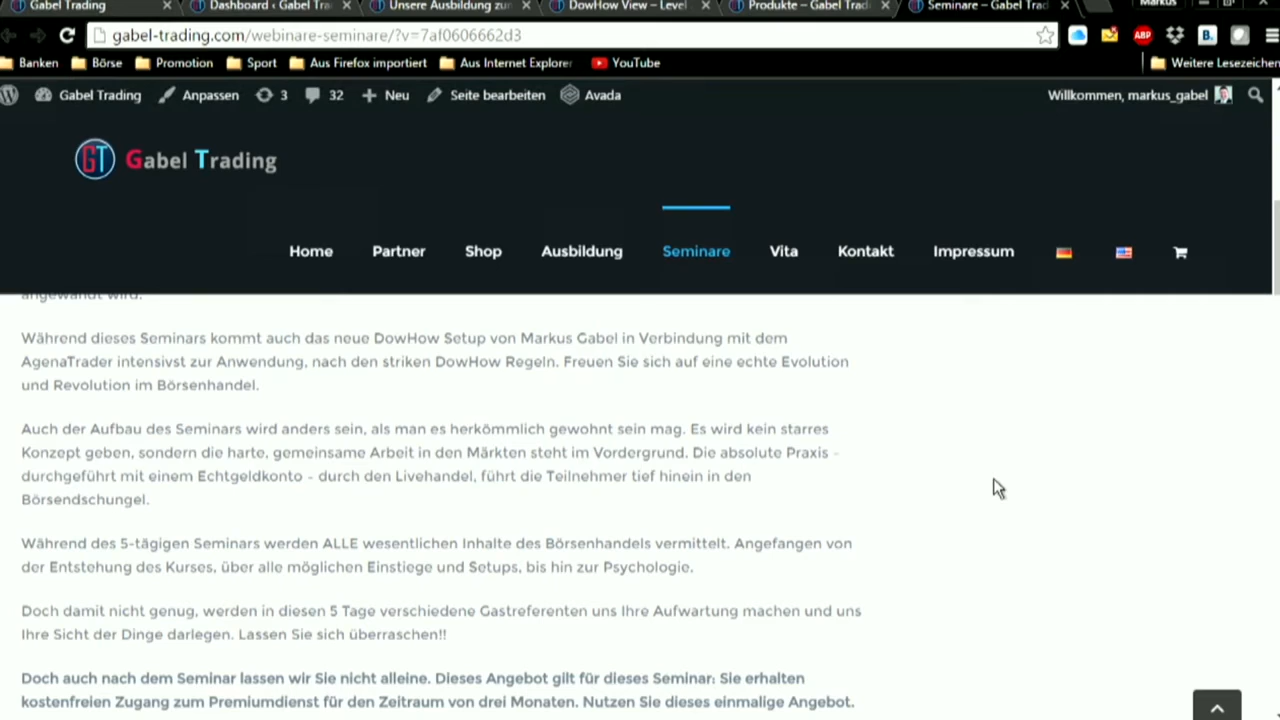 Gabel Trading
Dashboard ‹ Gabel Tra
Unsere Ausbildung zur
DowHow View – Level
Produkte – Gabel Trad
Seminare – Gabel Trad
Markus
gabel-trading.com/webinare-seminare/?v=7af0606662d3
ABP
B.
Banken
Börse
Promotion
Sport
Aus Firefox importiert
Aus Internet Explorer
YouTube
Weitere Lesezeichen
Gabel Trading
Anpassen
3
32
Neu
Seite bearbeiten
Avada
Willkommen, markus_gabel
GT Gabel Trading
Home
Partner
Shop
Ausbildung
Seminare
Vita
Kontakt
Impressum
angewandt wird.
Während dieses Seminars kommt auch das neue DowHow Setup von Markus Gabel in Verbindung mit dem
AgenaTrader intensivst zur Anwendung, nach den striken DowHow Regeln. Freuen Sie sich auf eine echte Evolution
und Revolution im Börsenhandel.
Auch der Aufbau des Seminars wird anders sein, als man es herkömmlich gewohnt sein mag. Es wird kein starres
Konzept geben, sondern die harte, gemeinsame Arbeit in den Märkten steht im Vordergrund. Die absolute Praxis -
durchgeführt mit einem Echtgeldkonto - durch den Livehandel, führt die Teilnehmer tief hinein in den
Börsendschungel.
Während des 5-tägigen Seminars werden ALLE wesentlichen Inhalte des Börsenhandels vermittelt. Angefangen von
der Entstehung des Kurses, über alle möglichen Einstiege und Setups, bis hin zur Psychologie.
Doch damit nicht genug, werden in diesen 5 Tage verschiedene Gastreferenten uns Ihre Aufwartung machen und uns
Ihre Sicht der Dinge darlegen. Lassen Sie sich überraschen!!
Doch auch nach dem Seminar lassen wir Sie nicht alleine. Dieses Angebot gilt für dieses Seminar: Sie erhalten
kostenfreien Zugang zum Premiumdienst für den Zeitraum von drei Monaten. Nutzen Sie dieses einmalige Angebot.